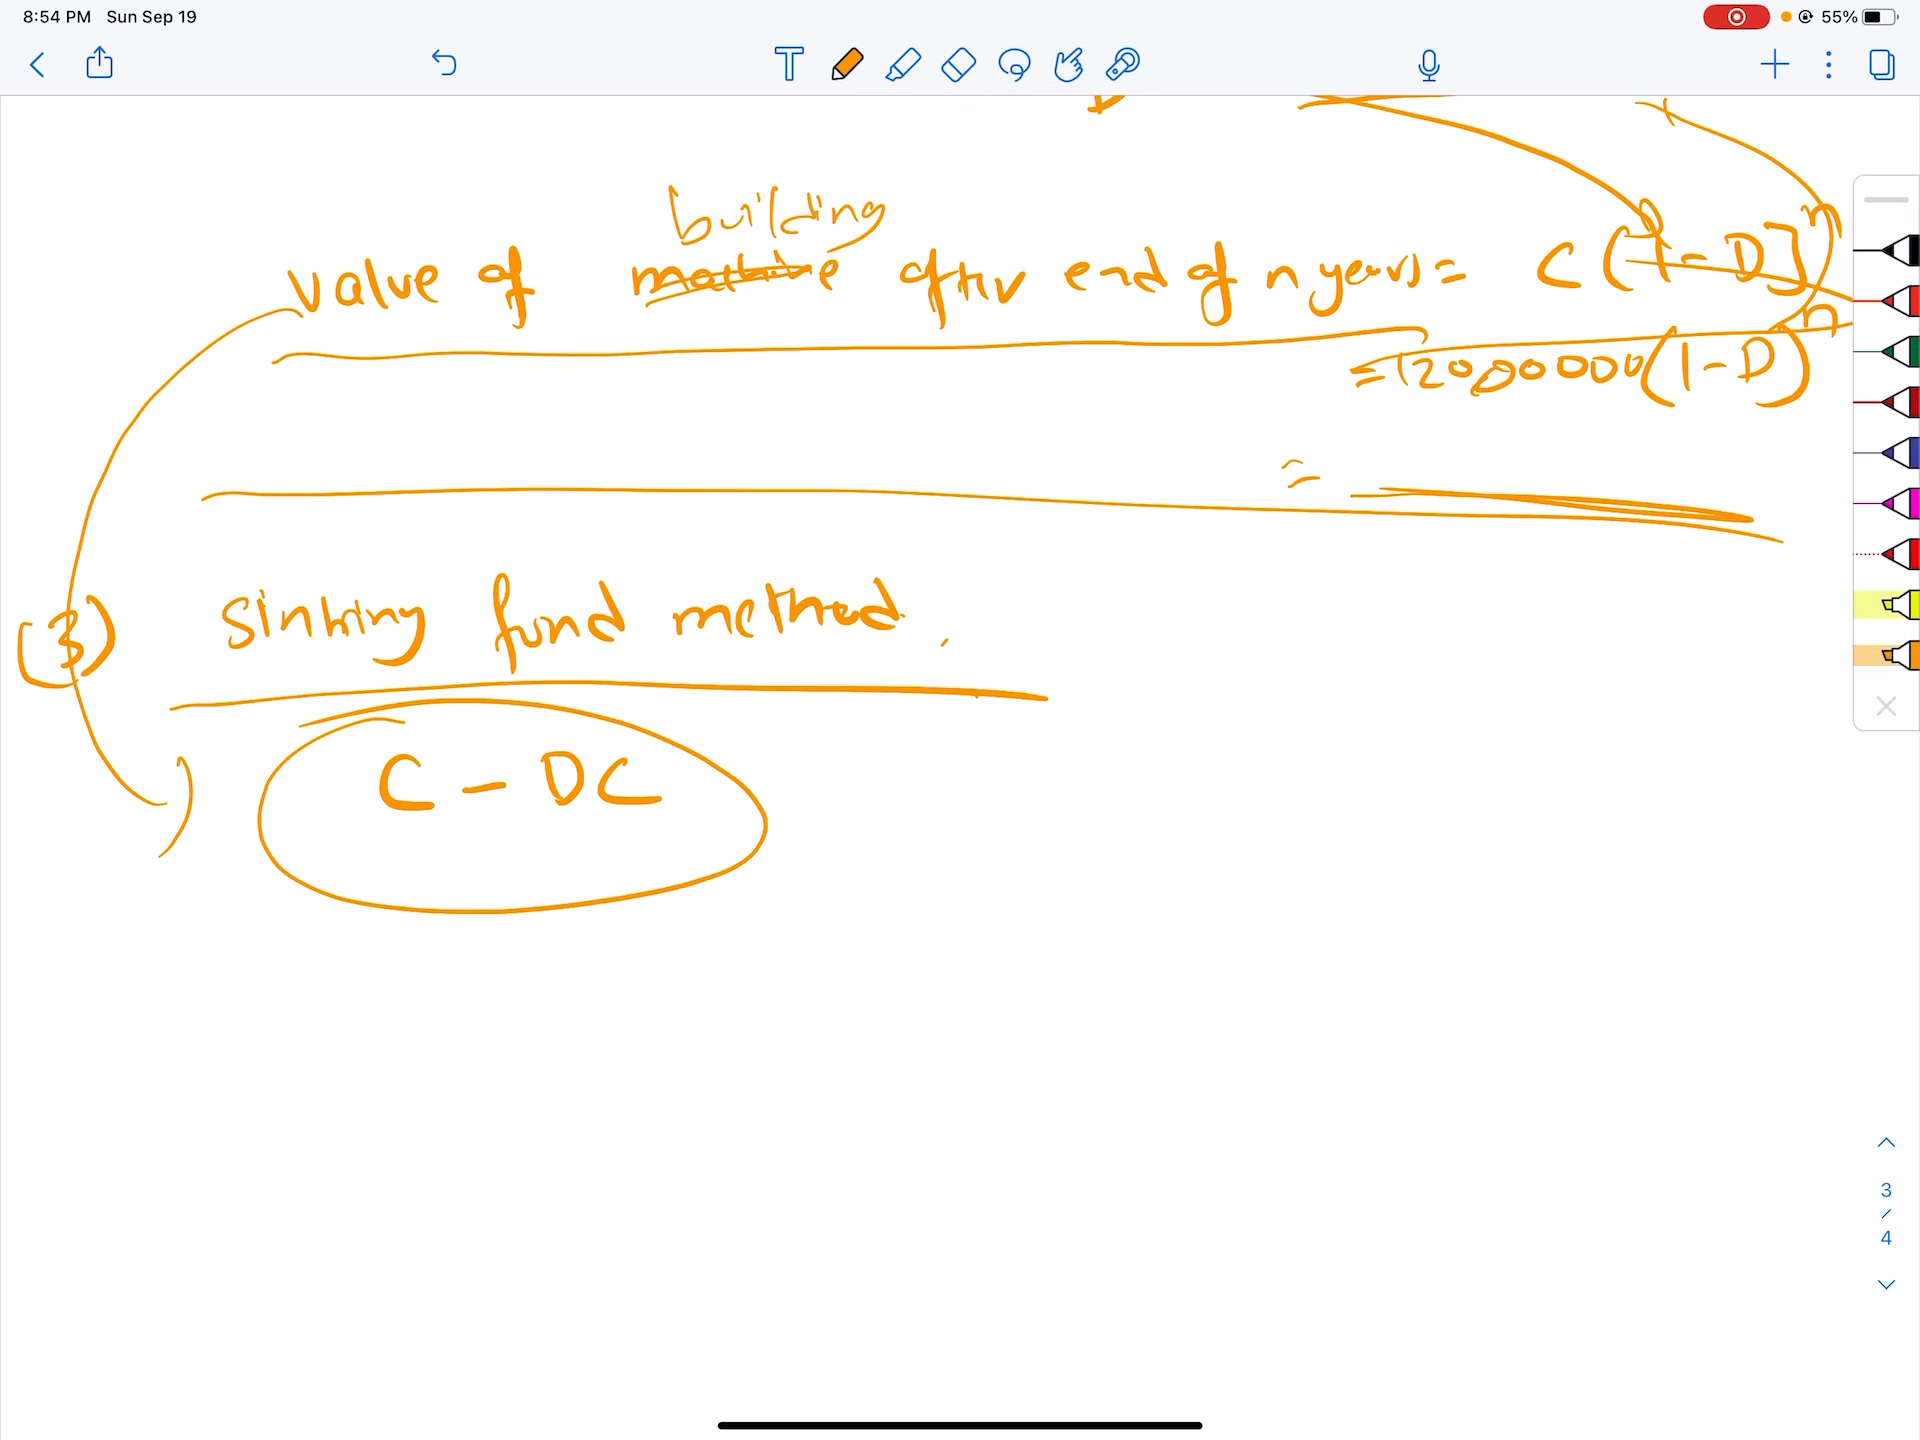 8:54 PM Sun Sep 19
55%
building
Value of machine after end of n years = C (1-D]^n
= 12000000(1-D)^n
=
(3) Sinking fund method.
C - DC
3
/
4